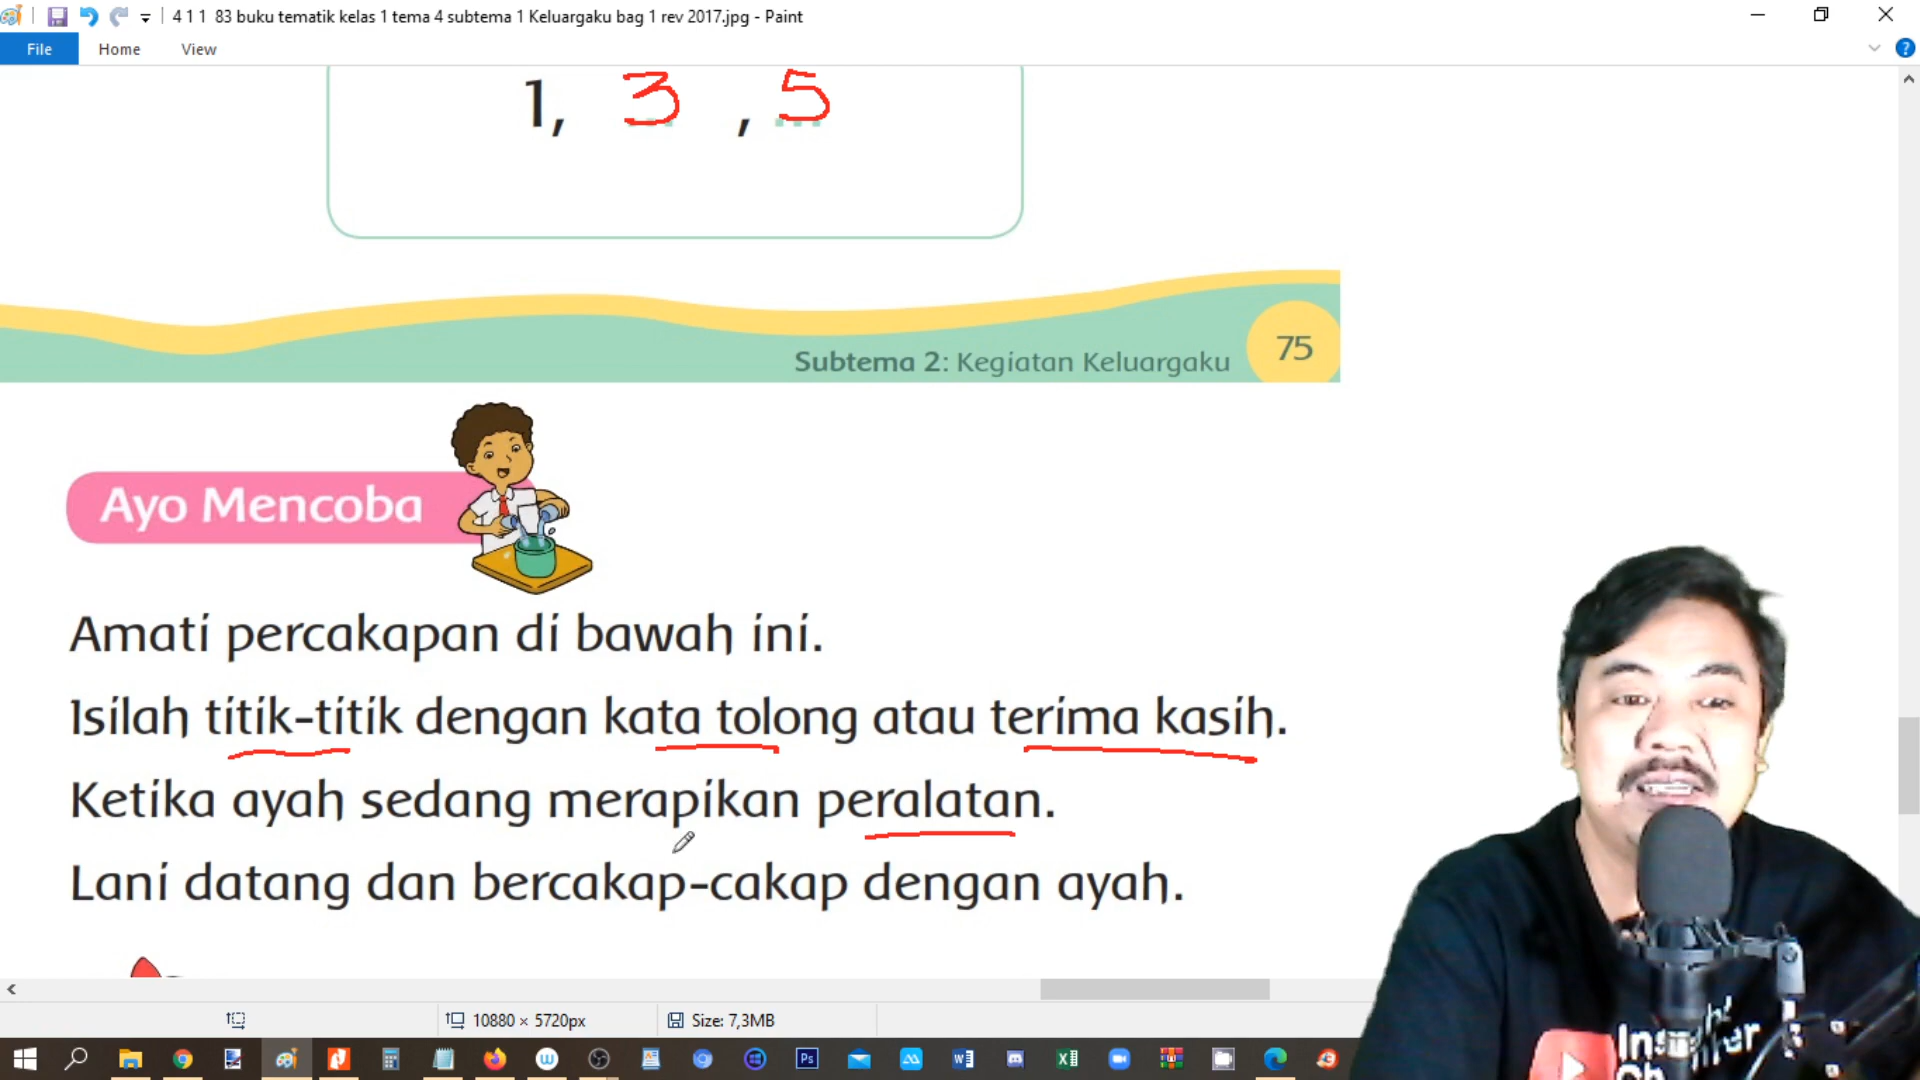 4 1 1 83 buku tematik kelas 1 tema 4 subtema 1 Keluargaku bag 1 rev 2017.jpg - Paint
File Home View
1, 3 , 5
Subtema 2: Kegiatan Keluargaku 75
Ayo Mencoba
Amati percakapan di bawah ini.
Isilah titik-titik dengan kata tolong atau terima kasih.
Ketika ayah sedang merapikan peralatan.
Lani datang dan bercakap-cakap dengan ayah.
10880 × 5720px Size: 7,3MB
Ps